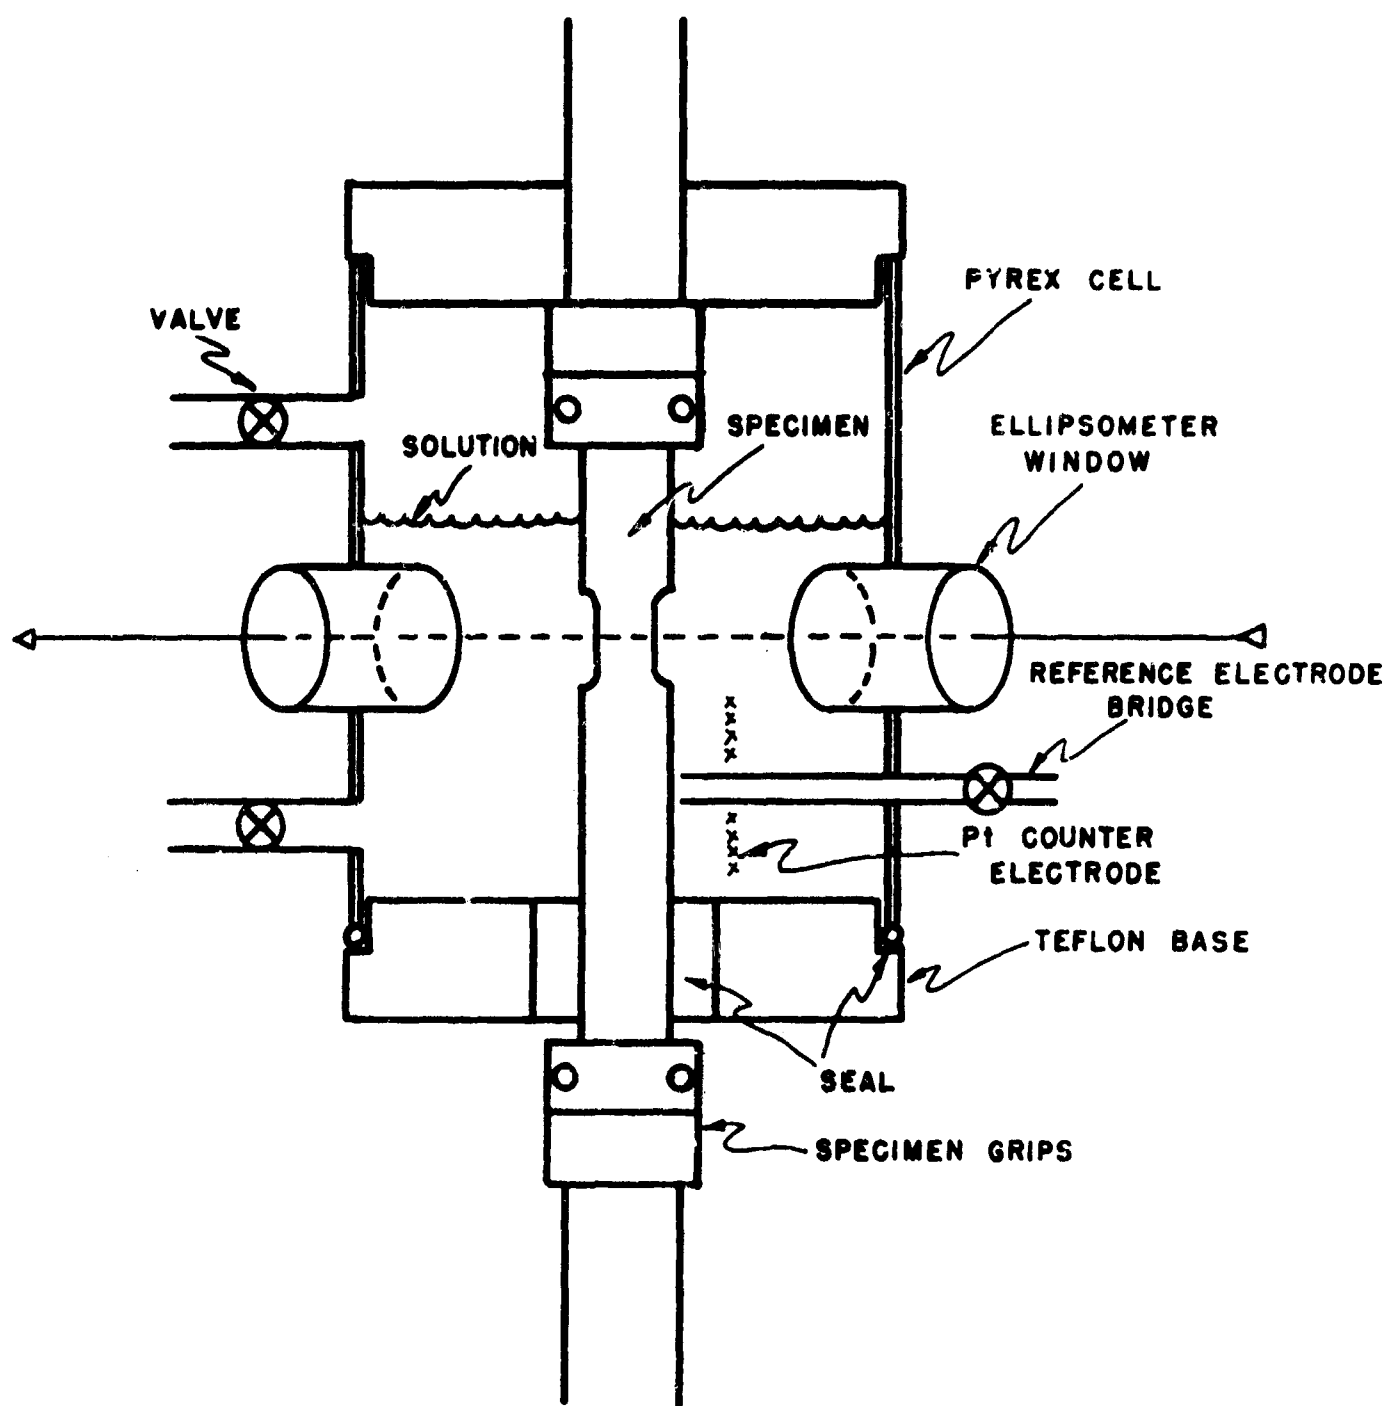 PYREX CELL
VALVE
SPECIMEN
ELLIPSOMETER
WINDOW
SOLUTION
REFERENCE ELECTRODE
BRIDGE
Pt COUNTER
ELECTRODE
TEFLON BASE
SEAL
SPECIMEN GRIPS